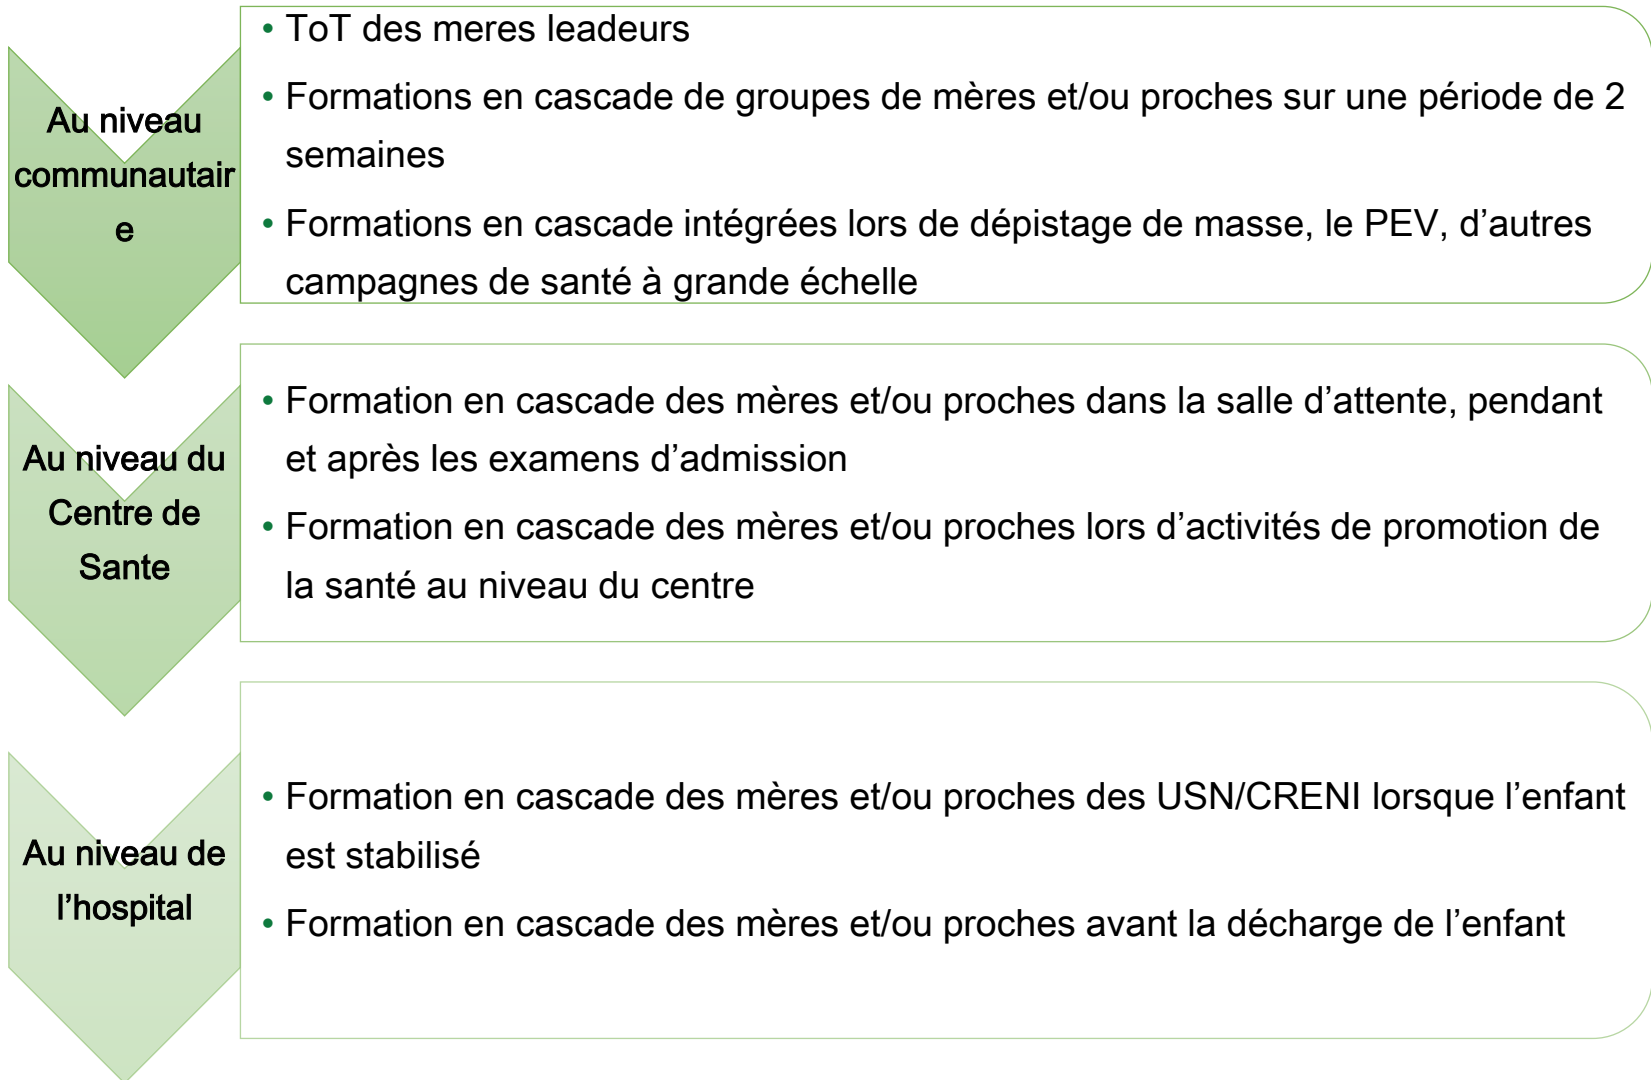 Au niveau
communautair
e
• ToT des meres leadeurs
• Formations en cascade de groupes de mères et/ou proches sur une période de 2
semaines
• Formations en cascade intégrées lors de dépistage de masse, le PEV, d’autres
campagnes de santé à grande échelle
Au niveau du
Centre de
Sante
• Formation en cascade des mères et/ou proches dans la salle d’attente, pendant
et après les examens d’admission
• Formation en cascade des mères et/ou proches lors d’activités de promotion de
la santé au niveau du centre
Au niveau de
l’hospital
• Formation en cascade des mères et/ou proches des USN/CRENI lorsque l’enfant
est stabilisé
• Formation en cascade des mères et/ou proches avant la décharge de l’enfant